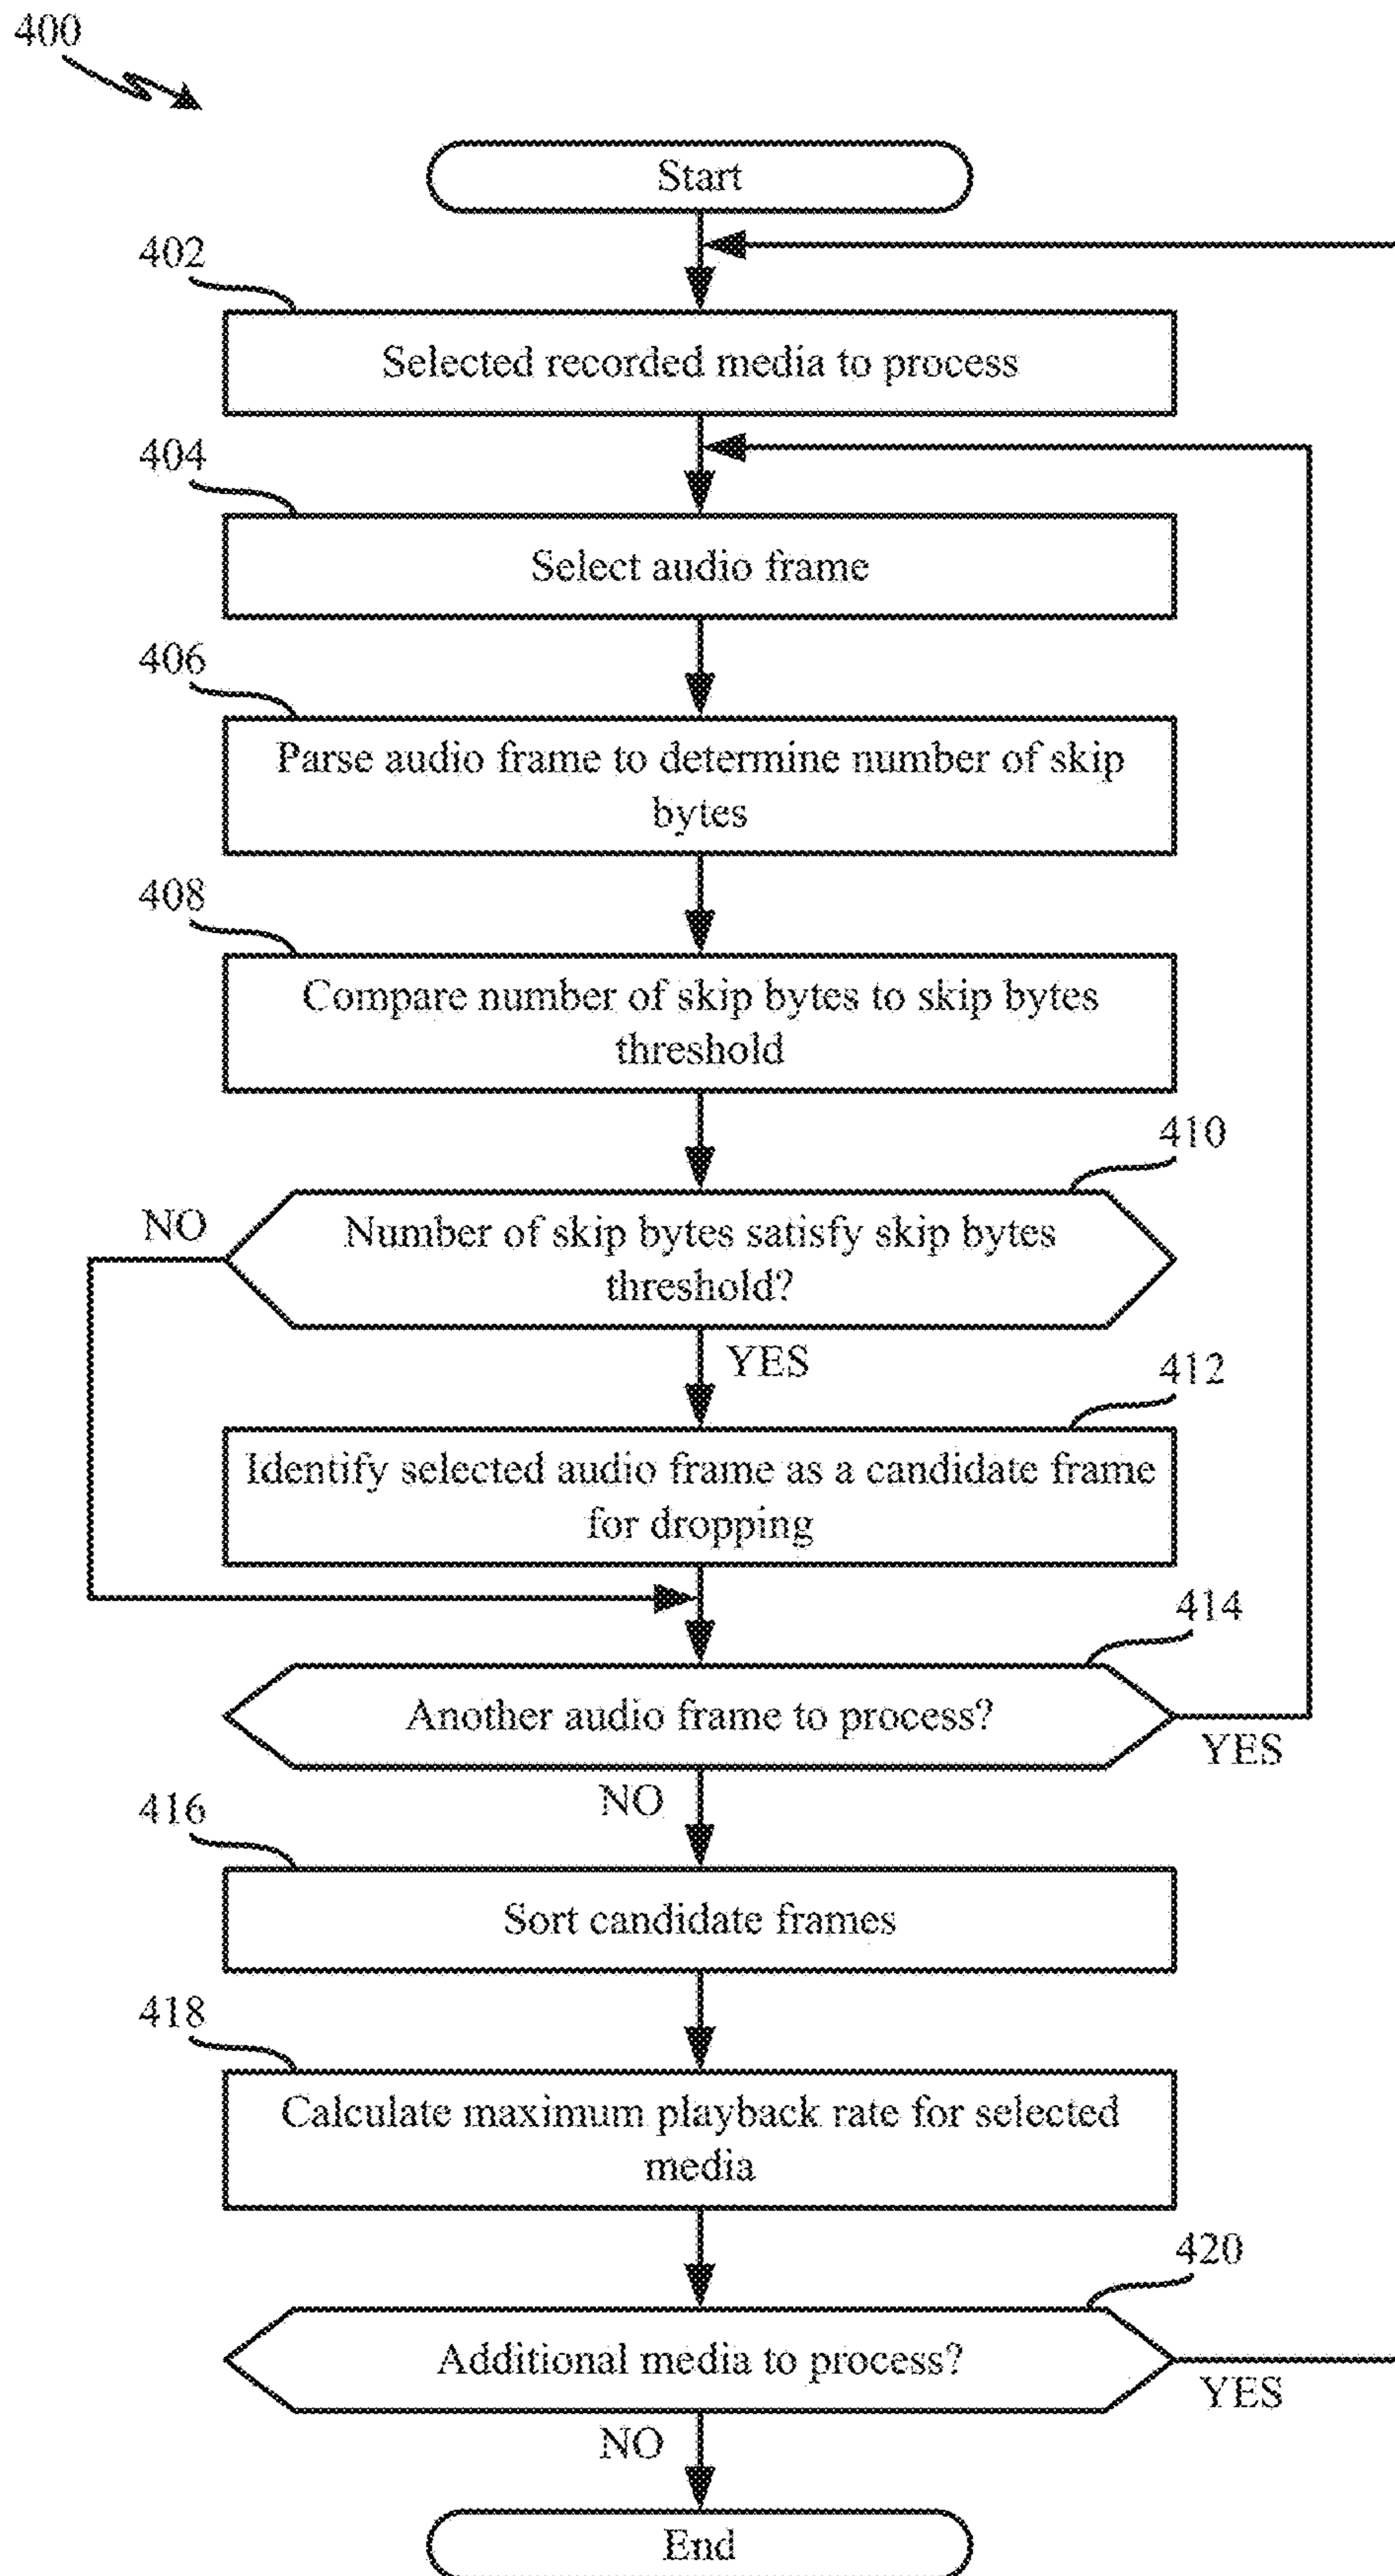 400
Start
402
Selected recorded media to process
404
Select audio frame
406
Parse audio frame to determine number of skip
bytes
408
Compare number of skip bytes to skip bytes
threshold
410
NO
Number of skip bytes satisfy skip bytes
threshold?
YES
412
Identify selected audio frame as a candidate frame
for dropping
414
Another audio frame to process?
YES
NO
416
Sort candidate frames
418
Calculate maximum playback rate for selected
media
420
Additional media to process?
YES
NO
End